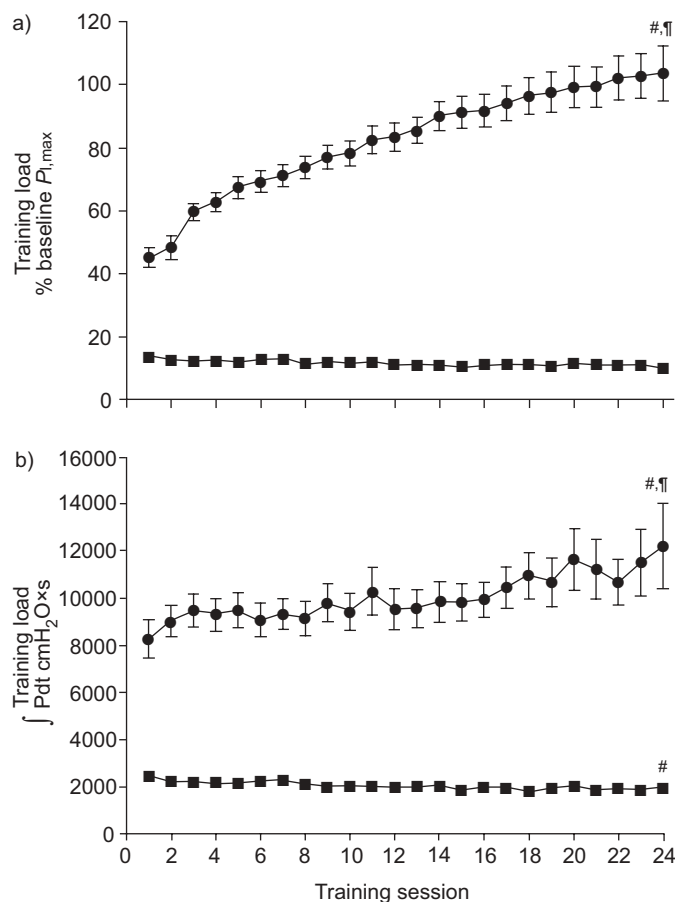 a)
120
100
80
60
40
20
0
Training load
% baseline PI,max
#,¶
b)
16000
14000
12000
10000
8000
6000
4000
2000
0
Training load
∫ Pdt cmH2O×s
#,¶
#
0 2 4 6 8 10 12 14 16 18 20 22 24
Training session